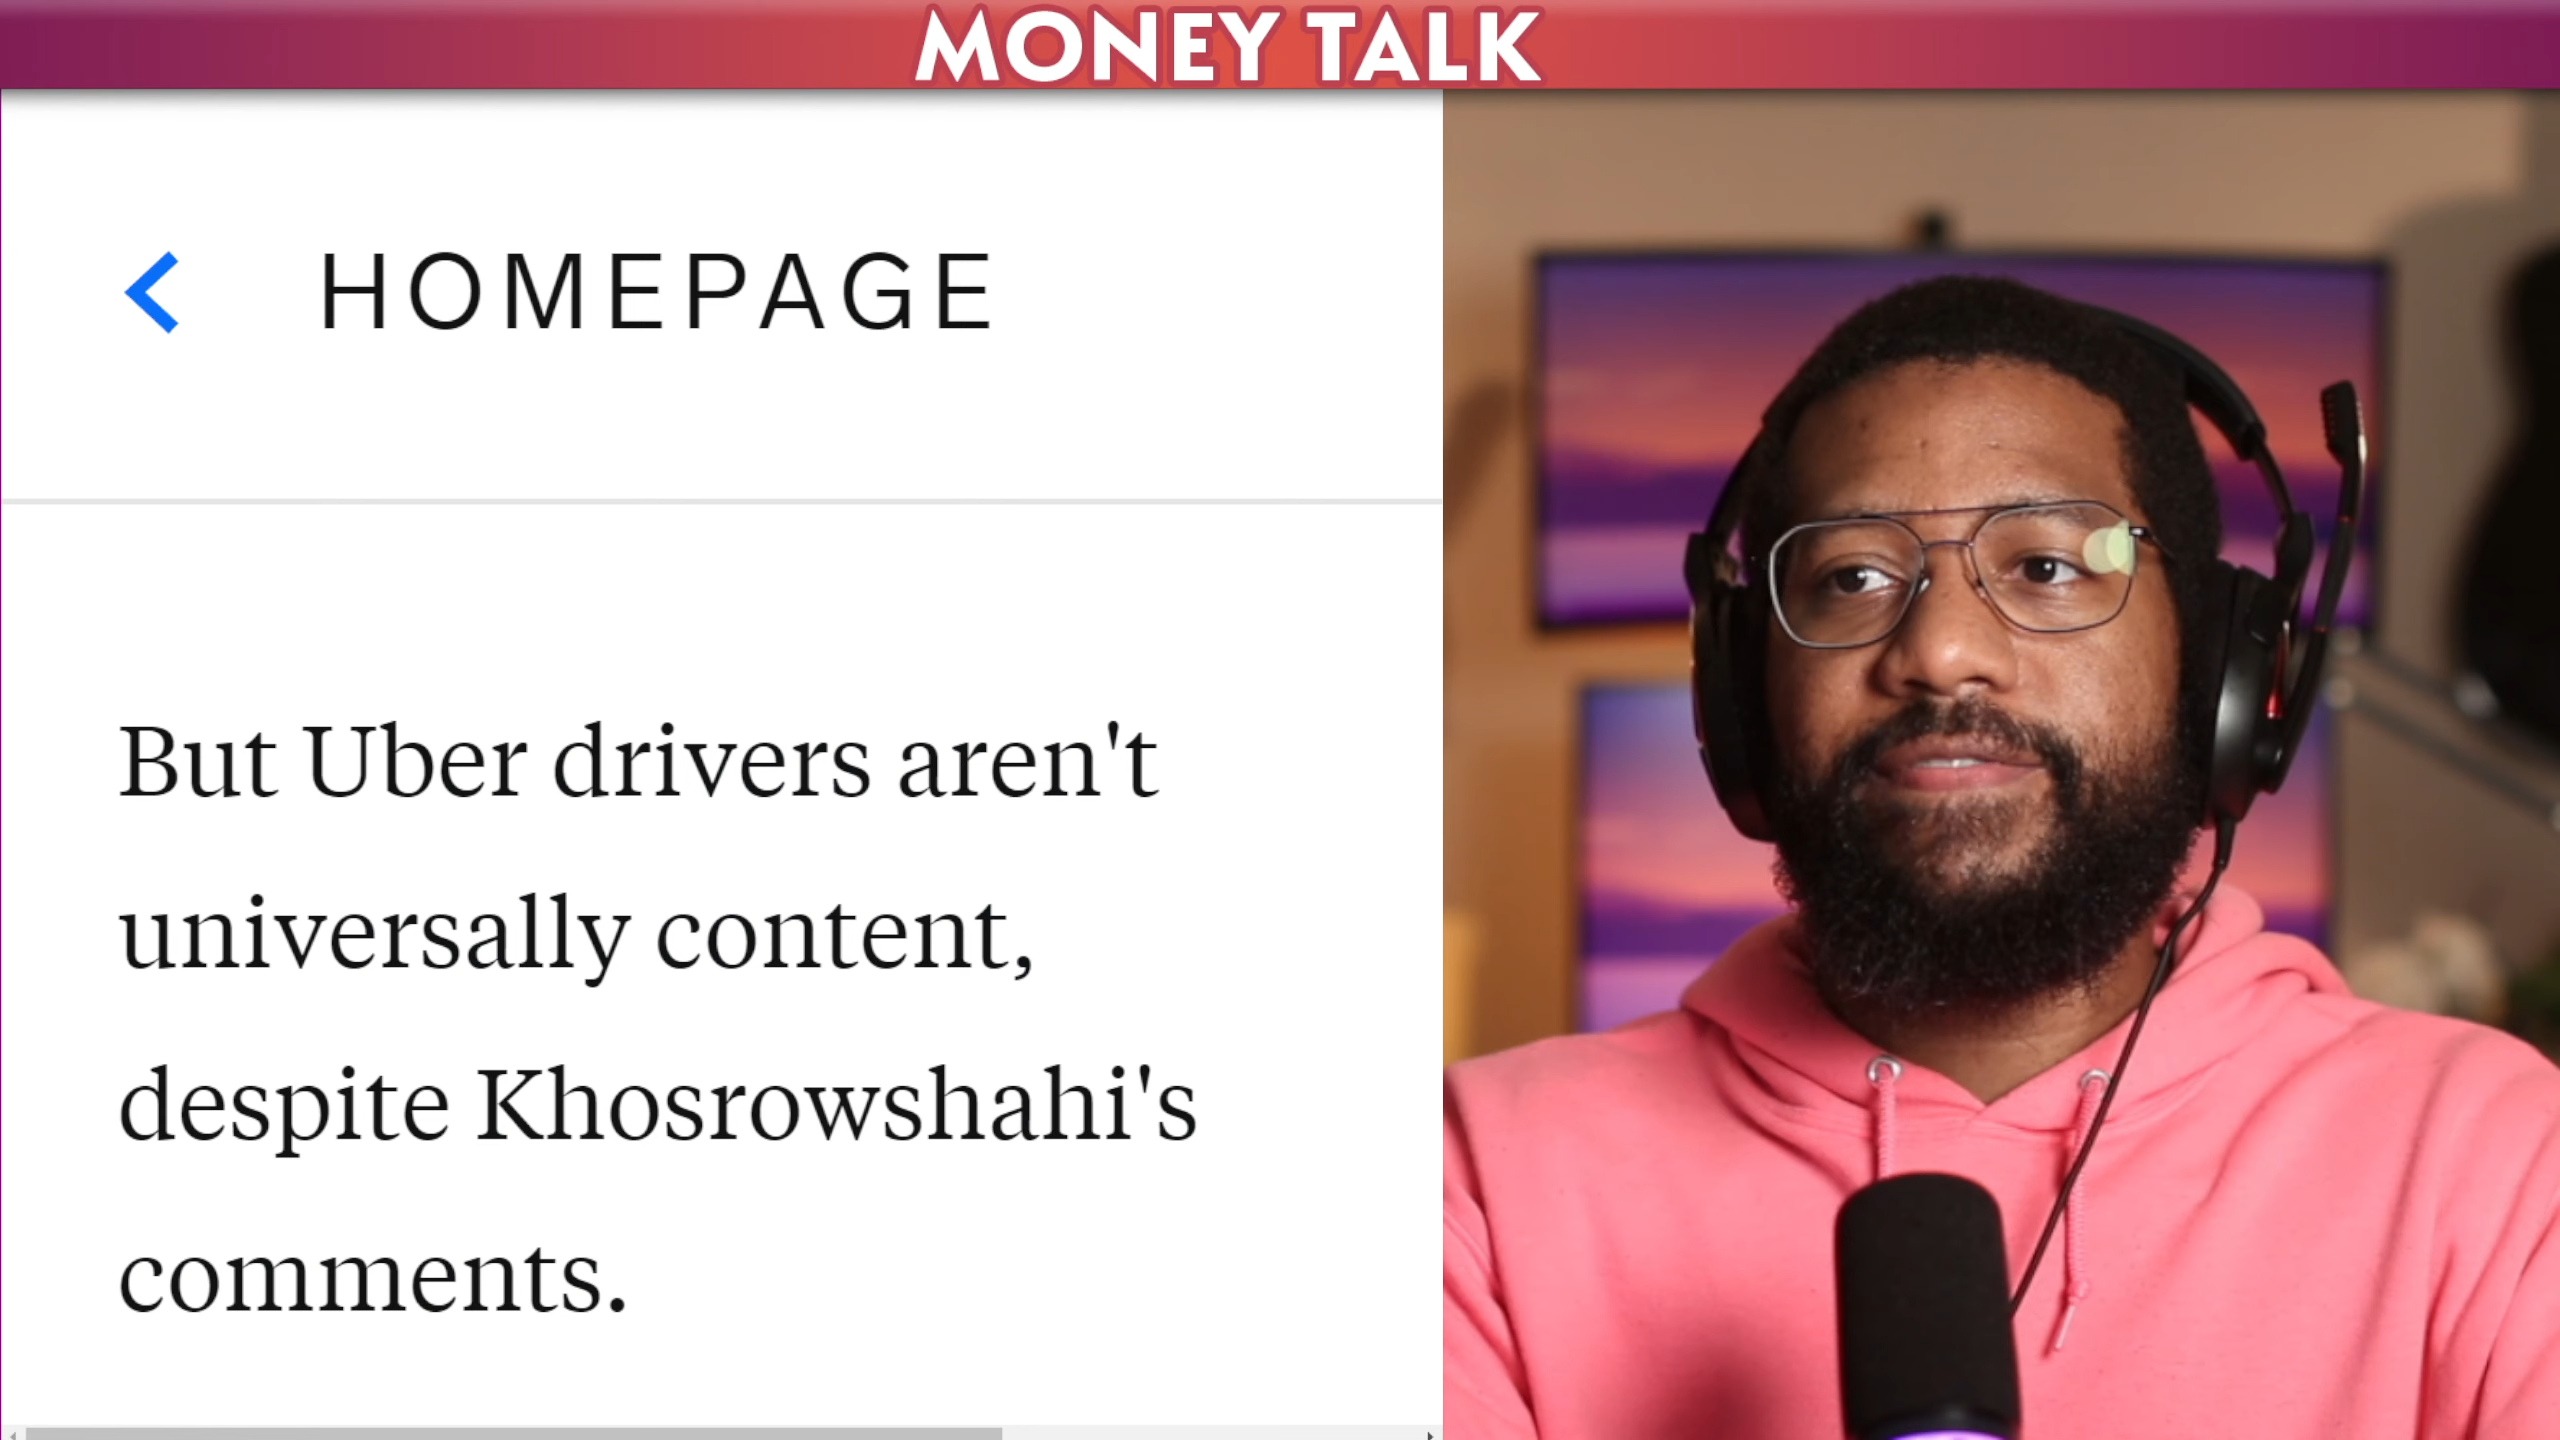 MONEY TALK
HOMEPAGE
But Uber drivers aren't
universally content,
despite Khosrowshahi's
comments.